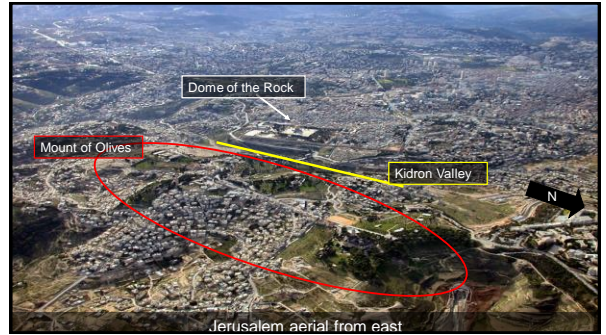 Dome of the Rock
Mount of Olives
Kidron Valley
N
Jerusalem aerial from east